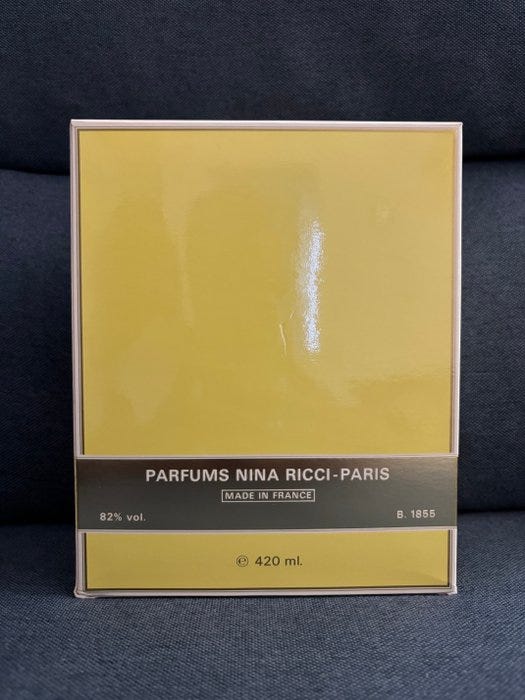 PARFUMS NINA RICCI-PARIS
MADE IN FRANCE
82% vol. B. 1855
℮ 420 ml.